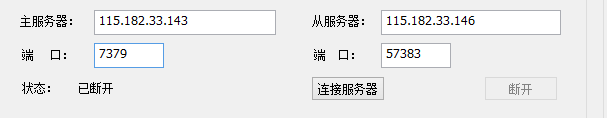 主服务器： 115.182.33.143 从服务器： 115.182.33.146
端 口： 7379 端 口： 57383
状态： 已断开 连接服务器 断开